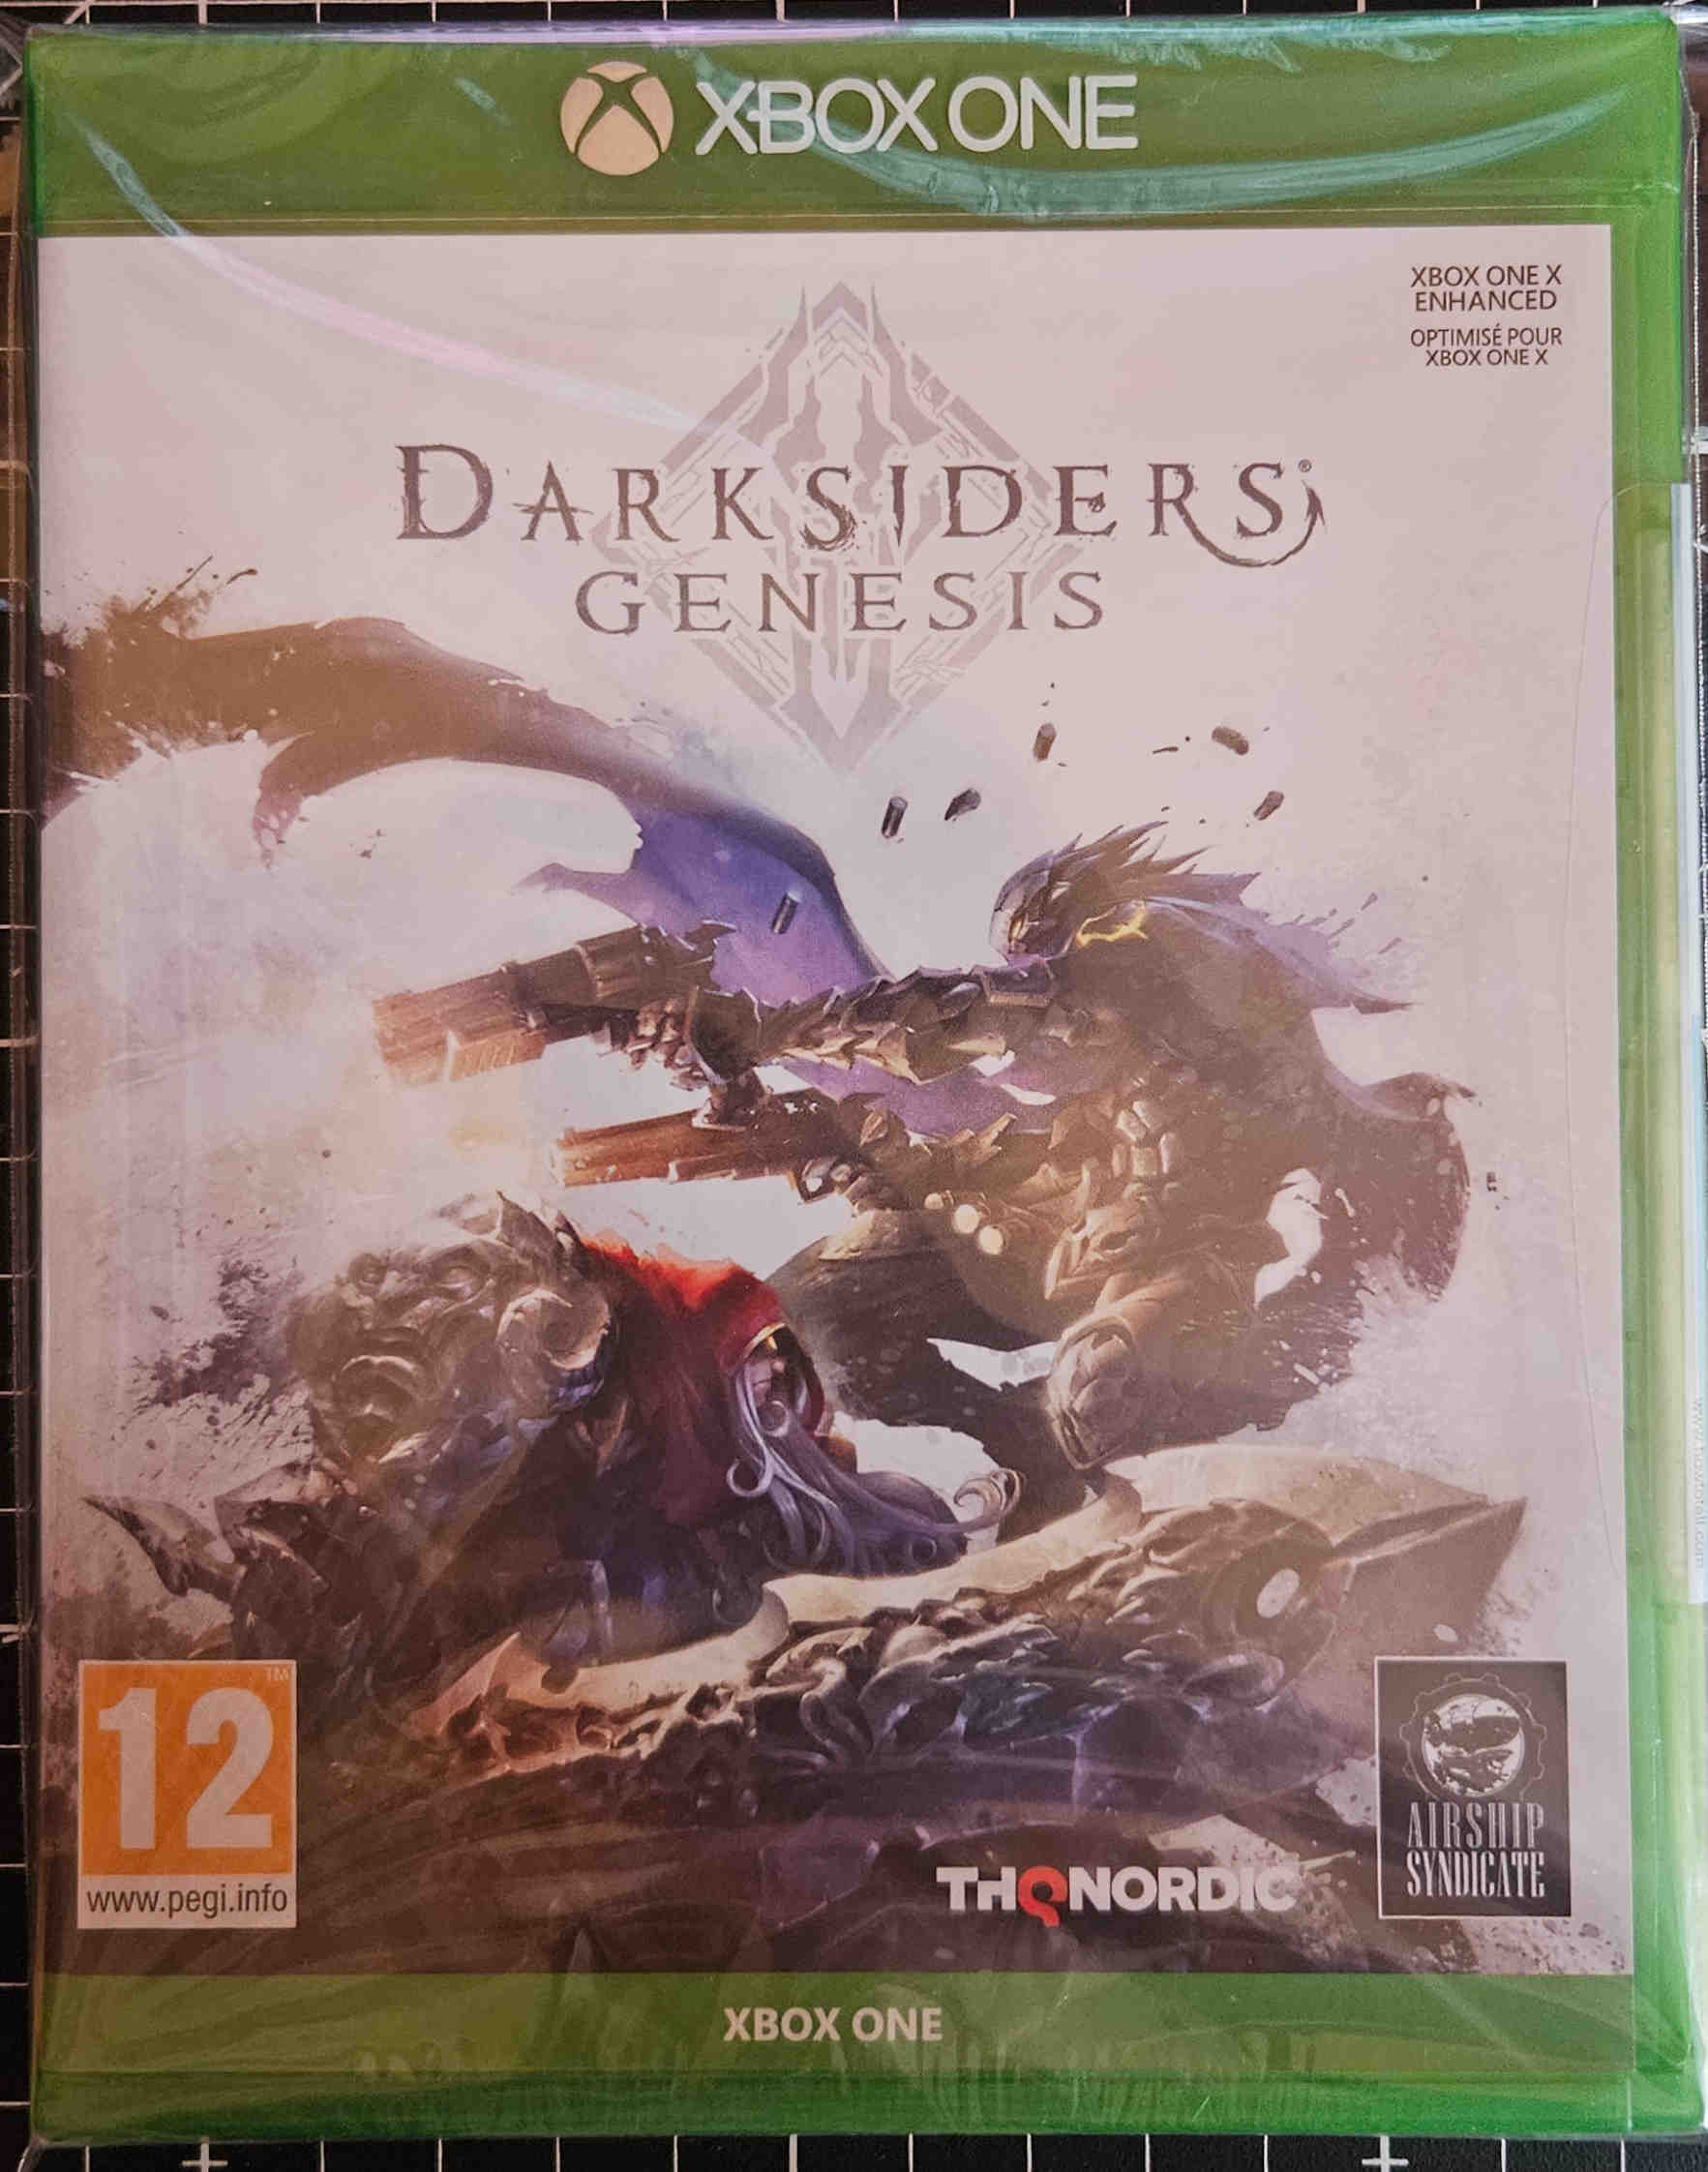 XBOX ONE
XBOX ONE X
ENHANCED
OPTIMISÉ POUR
XBOX ONE X
DARKSIDERS®
GENESIS
12™
www.pegi.info
THQNORDIC
AIRSHIP
SYNDICATE
XBOX ONE